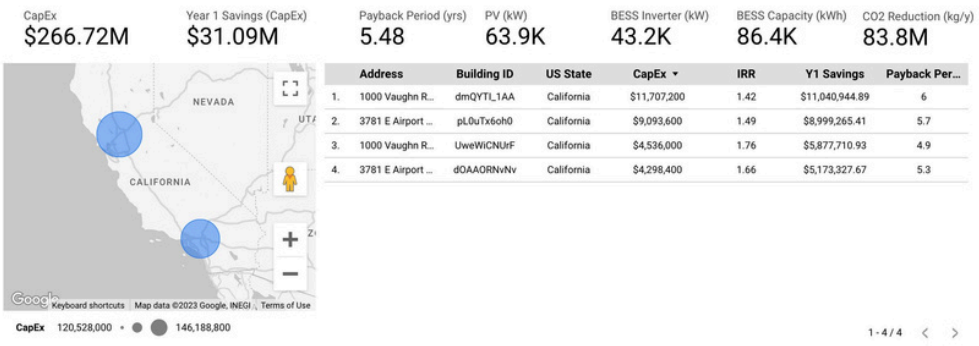 CapEx
$266.72M
Year 1 Savings (CapEx)
$31.09M
Payback Period (yrs)
5.48
PV (kW)
63.9K
BESS Inverter (kW)
43.2K
BESS Capacity (kWh)
86.4K
CO2 Reduction (kg/y)
83.8M
NEVADA
UTA
CALIFORNIA
AZ
Google
Keyboard shortcuts Map data ©2023 Google, INEGI Terms of Use
CapEx 120,528,000 146,188,800
Address Building ID US State CapEx IRR Y1 Savings Payback Per...
1. 1000 Vaughn R... dmQYTI_1AA California $11,707,200 1.42 $11,040,944.89 6
2. 3781 E Airport ... pL0uTx6oh0 California $9,093,600 1.49 $8,999,265.41 5.7
3. 1000 Vaughn R... UweWiCNUrF California $4,536,000 1.76 $5,877,710.93 4.9
4. 3781 E Airport ... dOAAORNvNv California $4,298,400 1.66 $5,173,327.67 5.3
1 - 4 / 4